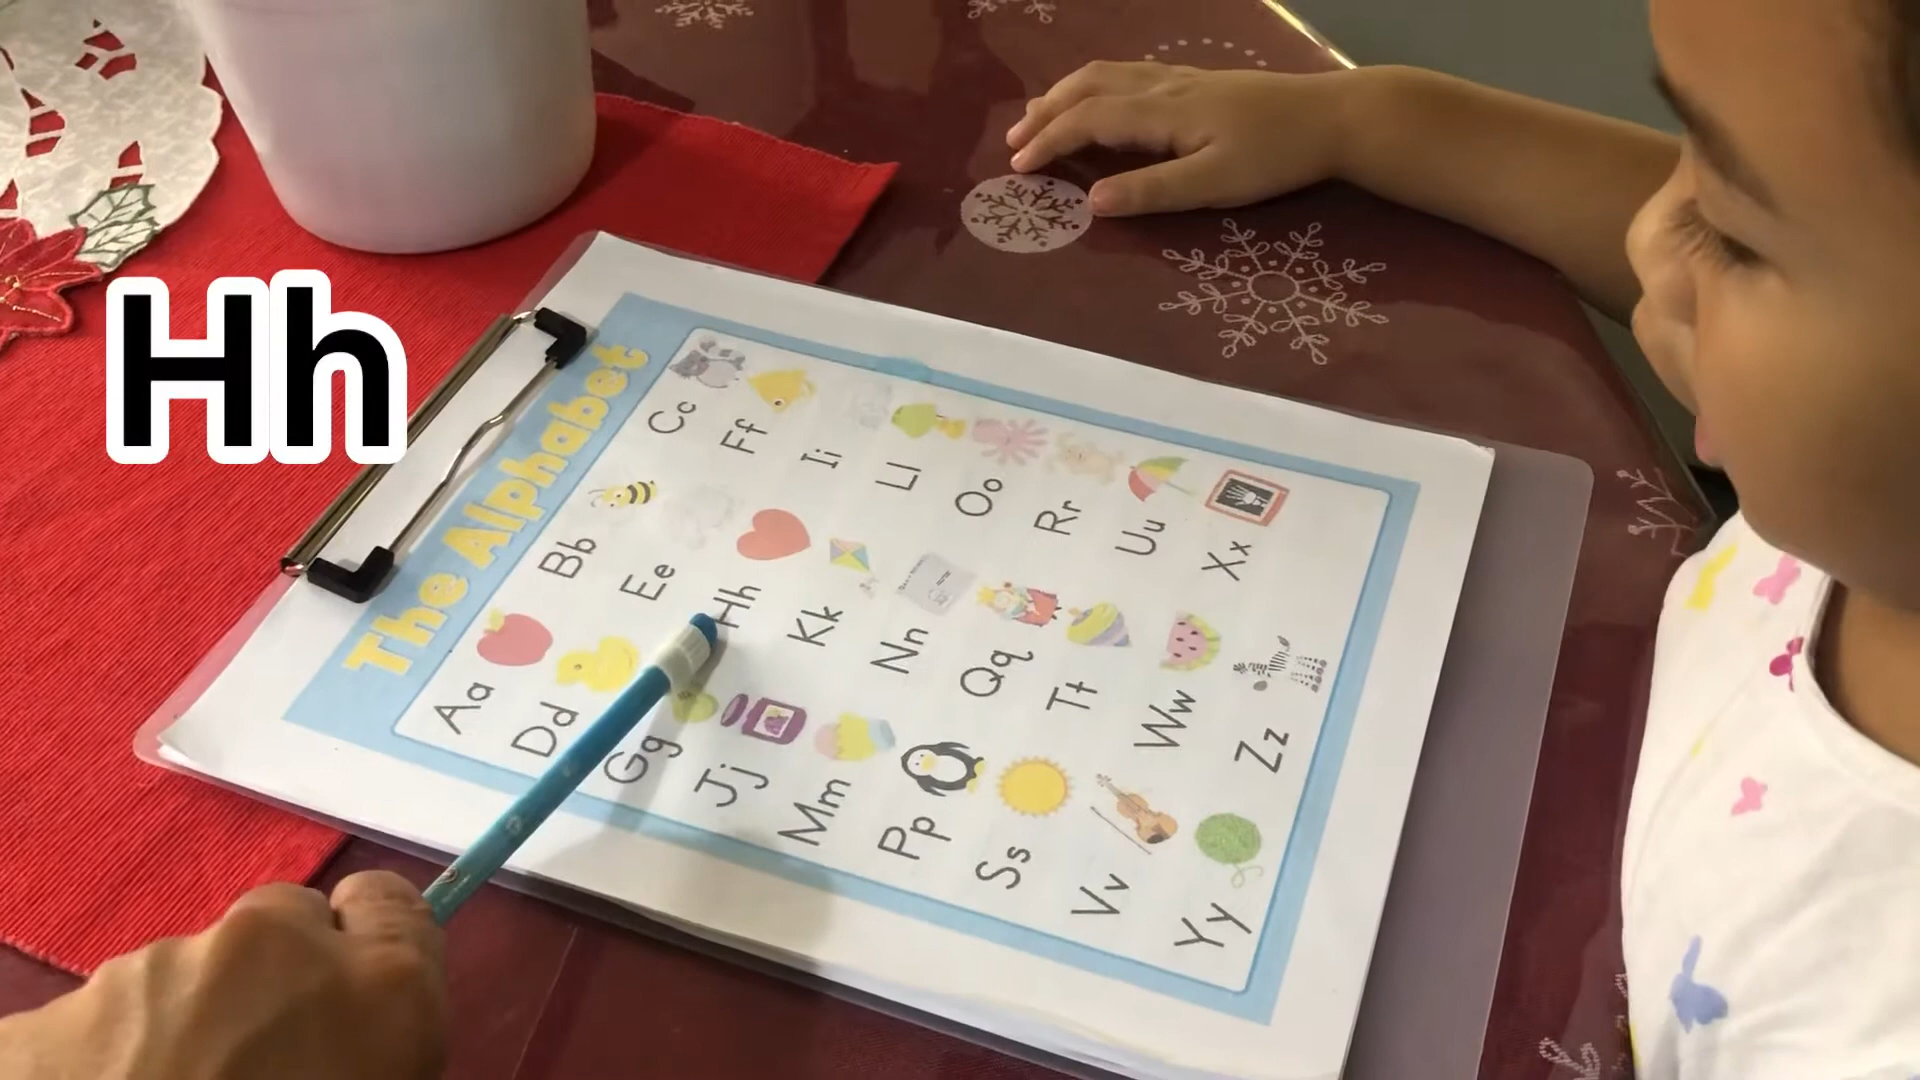 Hh
The Alphabet
Aa Bb Cc
Dd Ee Ff
Gg Hh Ii
Jj Kk Ll
Mm Nn Oo
Pp Qq Rr
Ss Tt Uu
Vv Ww Xx
Yy Zz